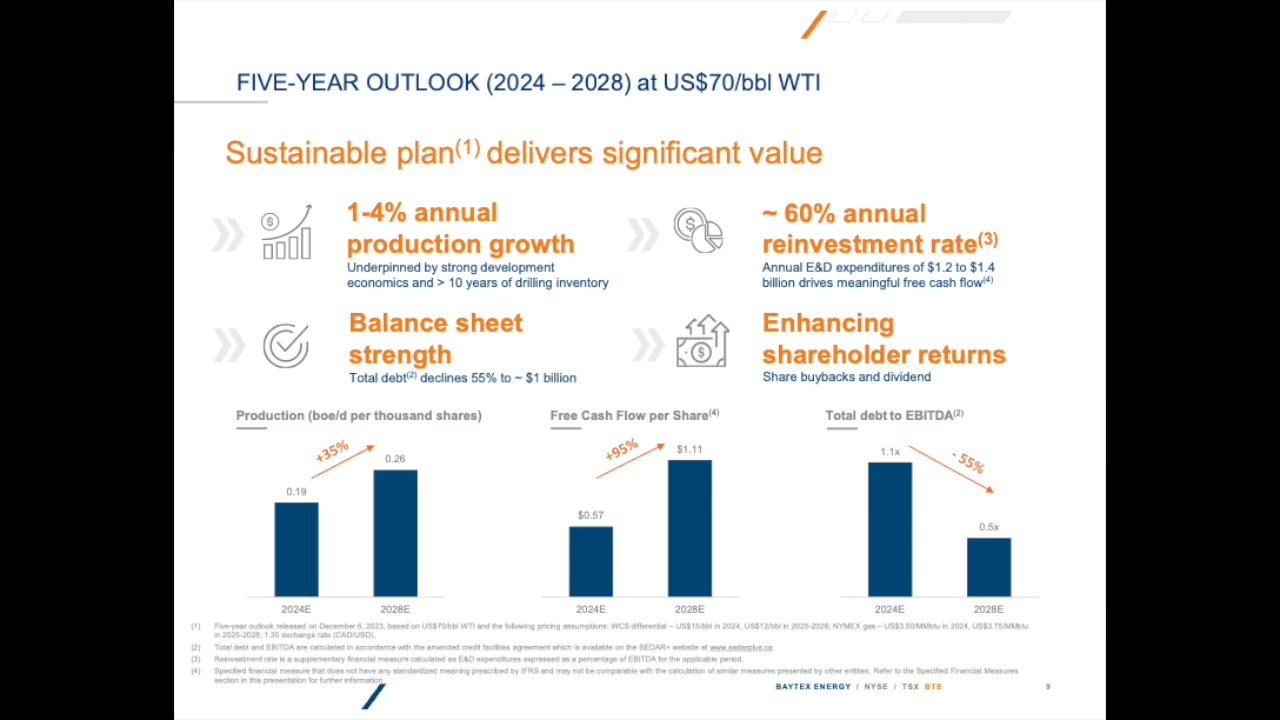 FIVE-YEAR OUTLOOK (2024 – 2028) at US$70/bbl WTI
Sustainable plan(1) delivers significant value
1-4% annual
production growth
Underpinned by strong development
economics and > 10 years of drilling inventory
~ 60% annual
reinvestment rate(3)
Annual E&D expenditures of $1.2 to $1.4
billion drives meaningful free cash flow(4)
Balance sheet
strength
Total debt(2) declines 55% to ~ $1 billion
Enhancing
shareholder returns
Share buybacks and dividend
Production (boe/d per thousand shares)
+35%
0.19
0.26
2024E
2028E
Free Cash Flow per Share(4)
+95%
$0.57
$1.11
2024E
2028E
Total debt to EBITDA(2)
- 55%
1.1x
0.5x
2024E
2028E
(1) Five-year outlook released on December 6, 2023, based on US$70/bbl WTI and the following pricing assumptions: WCS differential – US$15/bbl in 2024, US$12/bbl in 2025-2028; NYMEX gas – US$3.50/MMbtu in 2024, US$3.75/MMbtu
in 2025-2028; 1.35 exchange rate (CAD/USD).
(2) Total debt and EBITDA are calculated in accordance with the amended credit facilities agreement which is available on the SEDAR+ website at www.sedarplus.ca
(3) Reinvestment rate is a supplementary financial measure calculated as E&D expenditures expressed as a percentage of EBITDA for the applicable period.
(4) Specified financial measure that does not have any standardized meaning prescribed by IFRS and may not be comparable with the calculation of similar measures presented by other entities. Refer to the Specified Financial Measures
section in this presentation for further information.
BAYTEX ENERGY / NYSE / TSX BTE
9